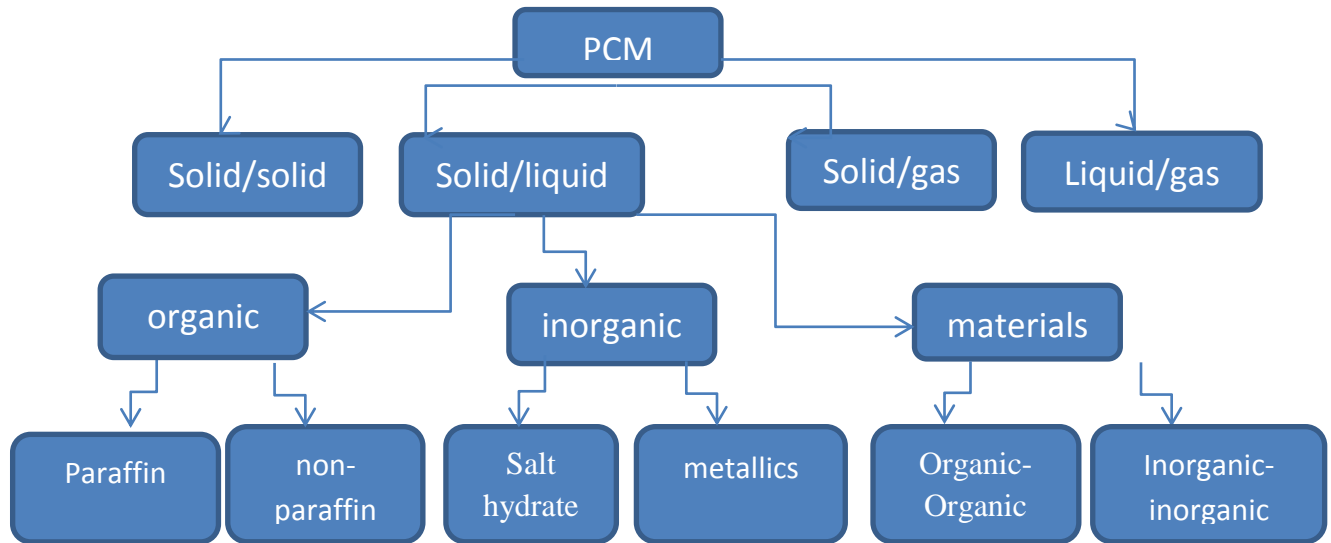 PCM
Solid/solid
Solid/liquid
Solid/gas
Liquid/gas
organic
inorganic
materials
Paraffin
non-
paraffin
Salt
hydrate
metallics
Organic-
Organic
Inorganic-
inorganic